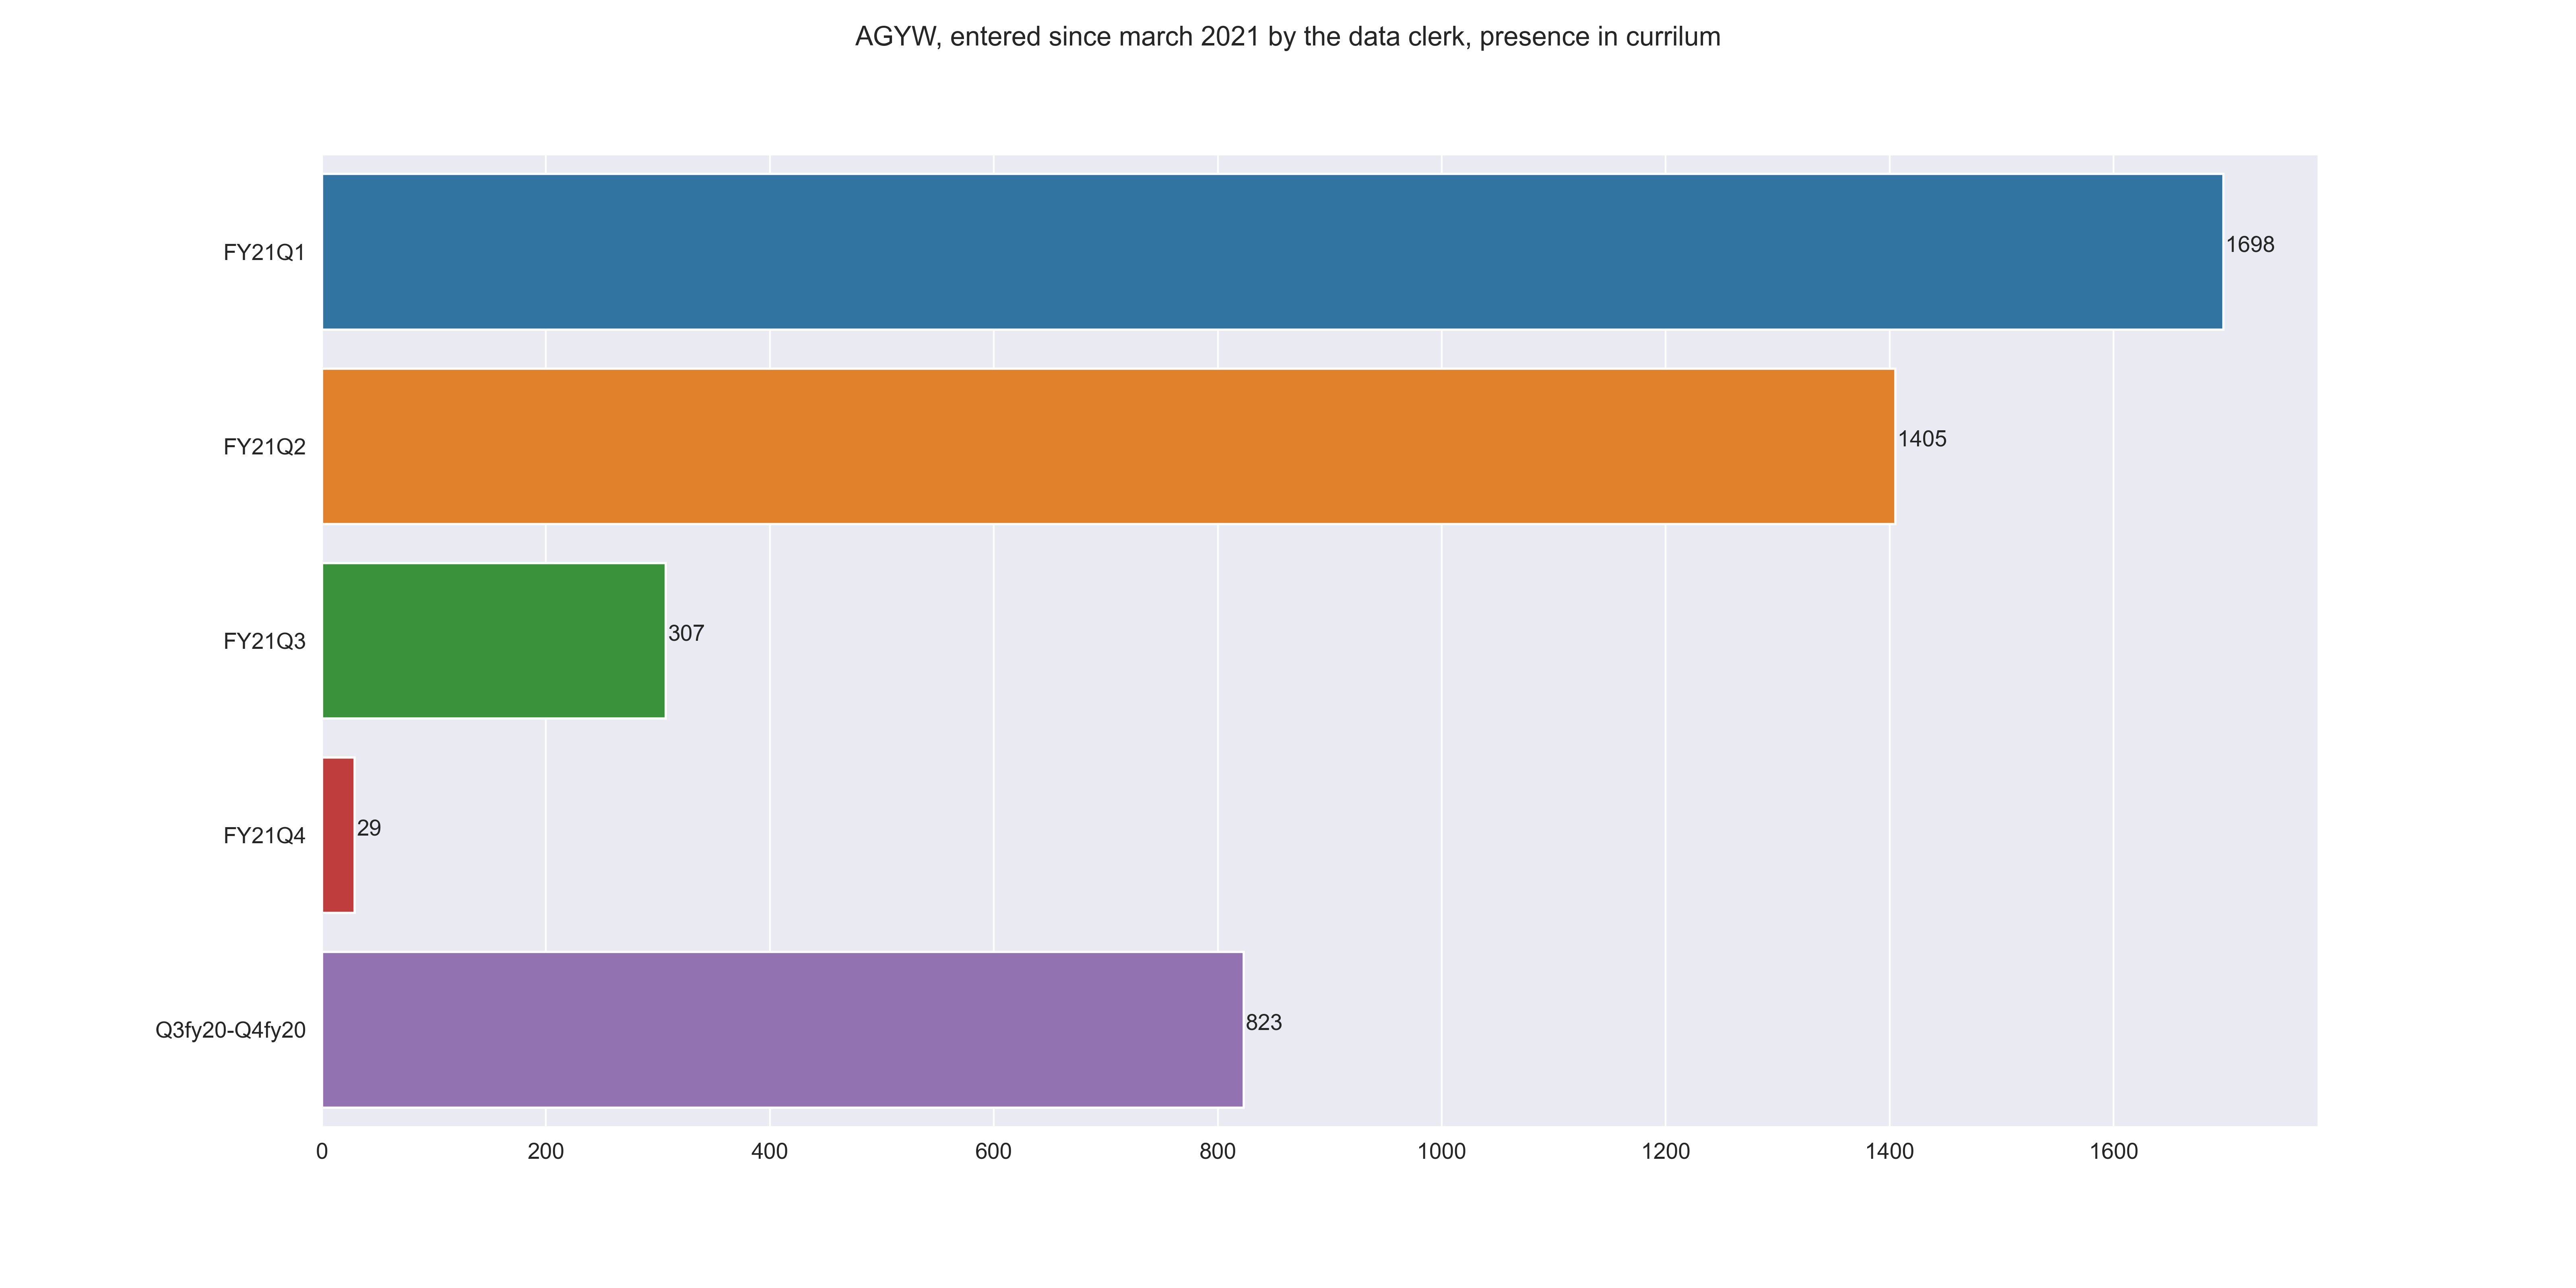 AGYW, entered since march 2021 by the data clerk, presence in currilum
FY21Q1
1698
FY21Q2
1405
FY21Q3
307
FY21Q4
29
Q3fy20-Q4fy20
823
0 200 400 600 800 1000 1200 1400 1600